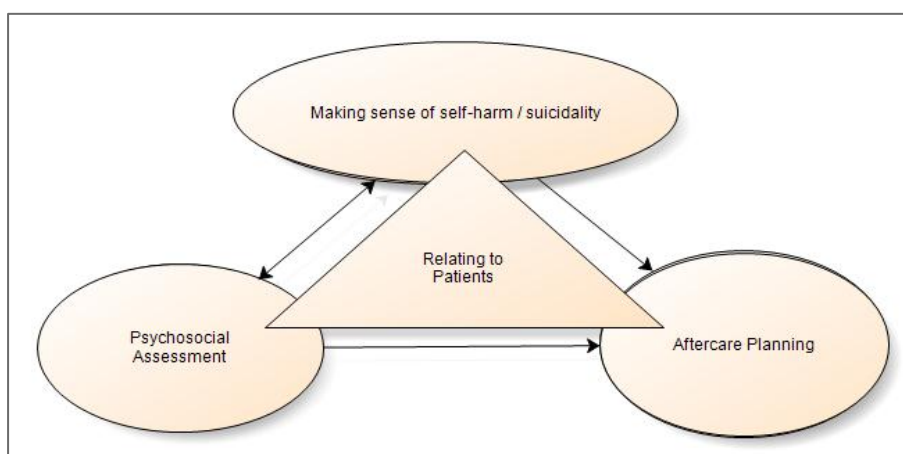 Making sense of self-harm / suicidality
Relating to
Patients
Psychosocial
Assessment
Aftercare Planning